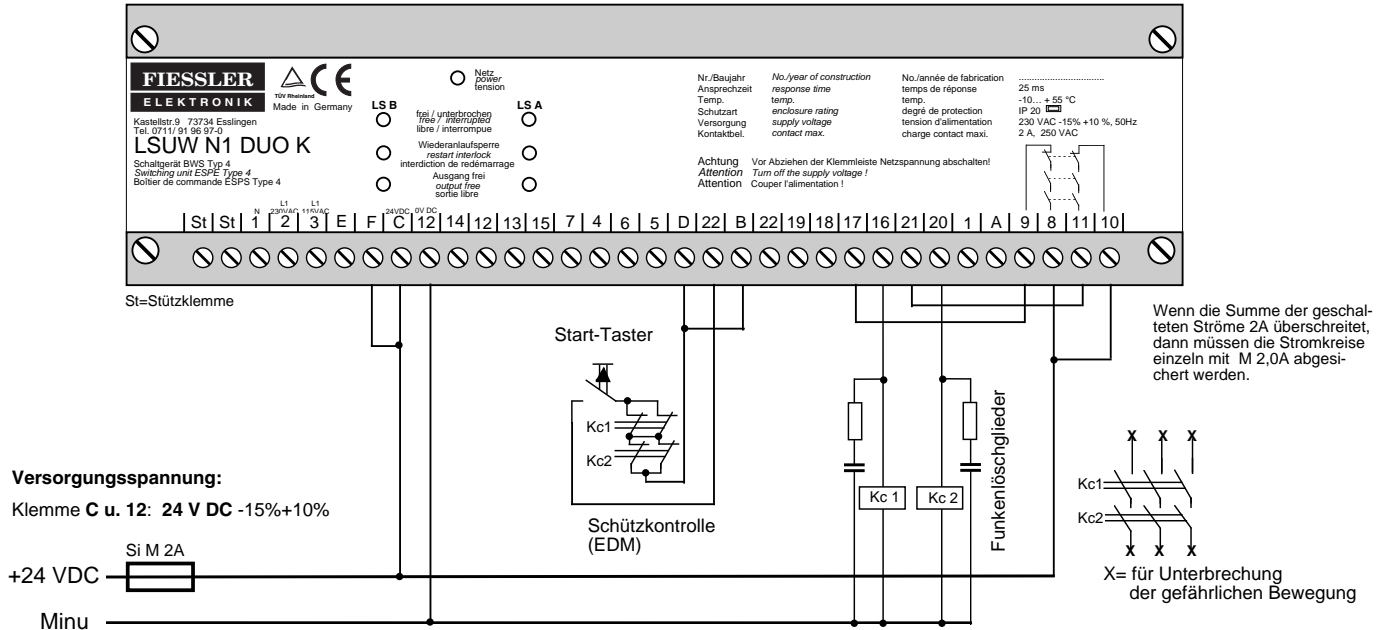 FIESSLER
ELEKTRONIK
TÜV Rheinland
Made in Germany
Kastellstr.9 73734 Esslingen
Tel. 0711/ 91 96 97-0
LSUW N1 DUO K
Schaltgerät BWS Typ 4
Switching unit ESPE Type 4
Boîtier de commande ESPS Type 4
Netz
power
tension
LS B
LS A
frei / unterbrochen
free / interrupted
libre / interrompue
Wiederanlaufsperre
restart interlock
interdiction de redémarrage
Ausgang frei
output free
sortie libre
Nr./Baujahr No./year of construction No./année de fabrication ..................................
Ansprechzeit response time temps de réponse 25 ms
Temp. temp. temp. -10... + 55 °C
Schutzart enclosure rating degré de protection IP 20
Versorgung supply voltage tension d'alimentation 230 VAC -15% +10 %, 50Hz
Kontaktbel. contact max. charge contact maxi. 2 A, 250 VAC
Achtung Vor Abziehen der Klemmleiste Netzspannung abschalten!
Attention Turn off the supply voltage !
Attention Couper l'alimentation !
N L1 230VAC L1 115VAC 24VDC 0V DC
St St 1 2 3 E F C 12 14 12 13 15 7 4 6 5 D 22 B 22 19 18 17 16 21 20 1 A 9 8 11 10
St=Stützklemme
Start-Taster
Kc1
Kc2
Schützkontrolle
(EDM)
Kc 1
Kc 2
Funkenlöschglieder
Wenn die Summe der geschal-
teten Ströme 2A überschreitet,
dann müssen die Stromkreise
einzeln mit M 2,0A abgesi-
chert werden.
X X X
Kc1
Kc2
X X X
X= für Unterbrechung
der gefährlichen Bewegung
Versorgungsspannung:
Klemme C u. 12: 24 V DC -15%+10%
Si M 2A
+24 VDC
Minu